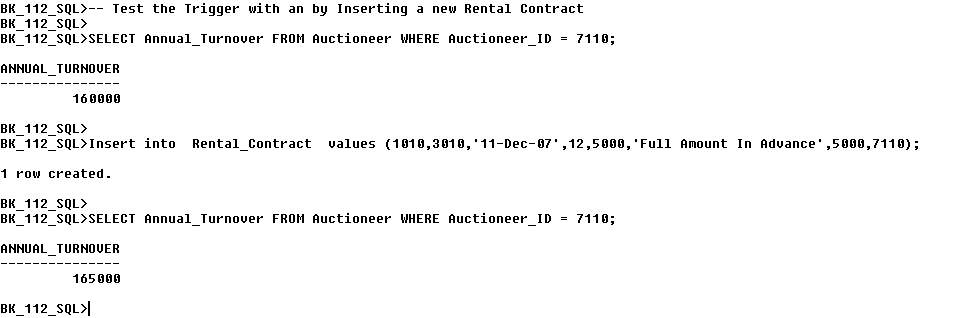 BK_112_SQL>-- Test the Trigger with an by Inserting a new Rental Contract
BK_112_SQL>
BK_112_SQL>SELECT Annual_Turnover FROM Auctioneer WHERE Auctioneer_ID = 7110;
ANNUAL_TURNOVER
---------------
160000
BK_112_SQL>
BK_112_SQL>Insert into  Rental_Contract  values (1010,3010,'11-Dec-07',12,5000,'Full Amount In Advance',5000,7110);
1 row created.
BK_112_SQL>
BK_112_SQL>SELECT Annual_Turnover FROM Auctioneer WHERE Auctioneer_ID = 7110;
ANNUAL_TURNOVER
---------------
165000
BK_112_SQL>